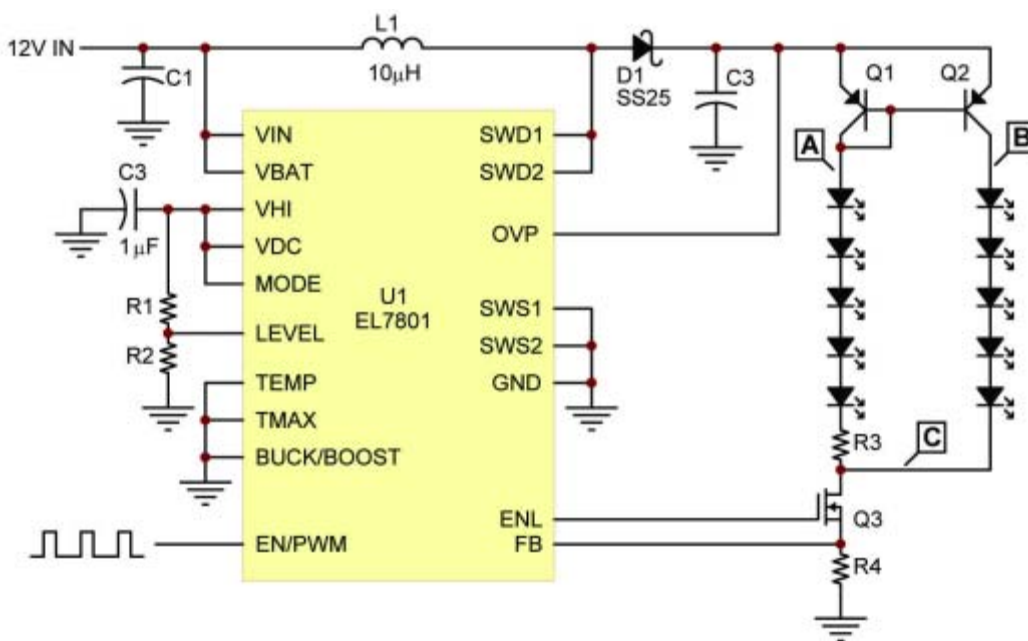 L1
12V IN
10µH
C1
D1
SS25
C3
Q1
Q2
A
B
VIN
VBAT
VHI
VDC
MODE
LEVEL
TEMP
TMAX
BUCK/BOOST
EN/PWM
C3
1µF
R1
R2
U1
EL7801
SWD1
SWD2
OVP
SWS1
SWS2
GND
ENL
FB
R3
C
Q3
R4